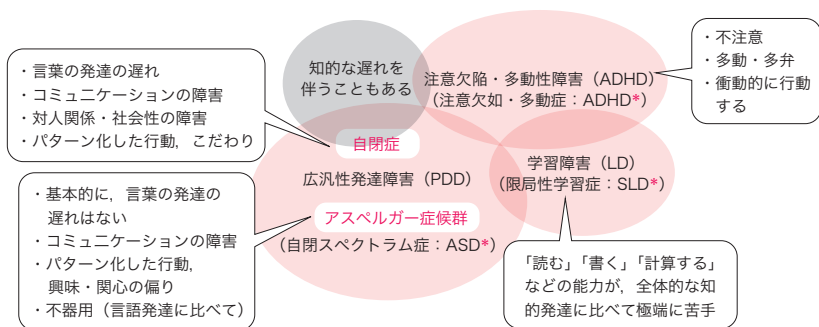 ・言葉の発達の遅れ
・コミュニケーションの障害
・対人関係・社会性の障害
・パターン化した行動，こだわり
知的な遅れを
伴うこともある
注意欠陥・多動性障害（ADHD）
（注意欠如・多動症：ADHD*）
・不注意
・多動・多弁
・衝動的に行動
する
自閉症
広汎性発達障害（PDD）
アスペルガー症候群
（自閉スペクトラム症：ASD*）
学習障害（LD）
（限局性学習症：SLD*）
・基本的に，言葉の発達の
遅れはない
・コミュニケーションの障害
・パターン化した行動，
興味・関心の偏り
・不器用（言語発達に比べて）
「読む」「書く」「計算する」
などの能力が，全体的な知
的発達に比べて極端に苦手